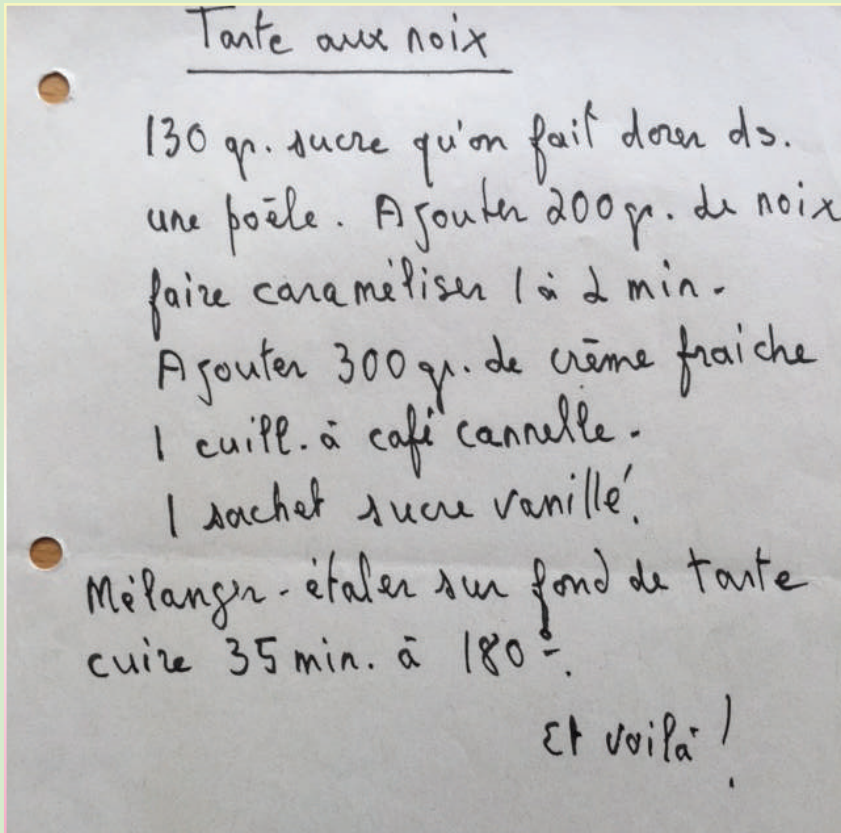 Tarte aux noix
130 gr. sucre qu'on fait dorer ds.
une poêle. Ajouter 200 gr. de noix
faire caraméliser 1 à 2 min.
Ajouter 300 gr. de crème fraiche
1 cuill. à café cannelle.
1 sachet sucre vanillé.
Mélanger - étaler sur fond de tarte
cuire 35 min. à 180°.
Et voilà !